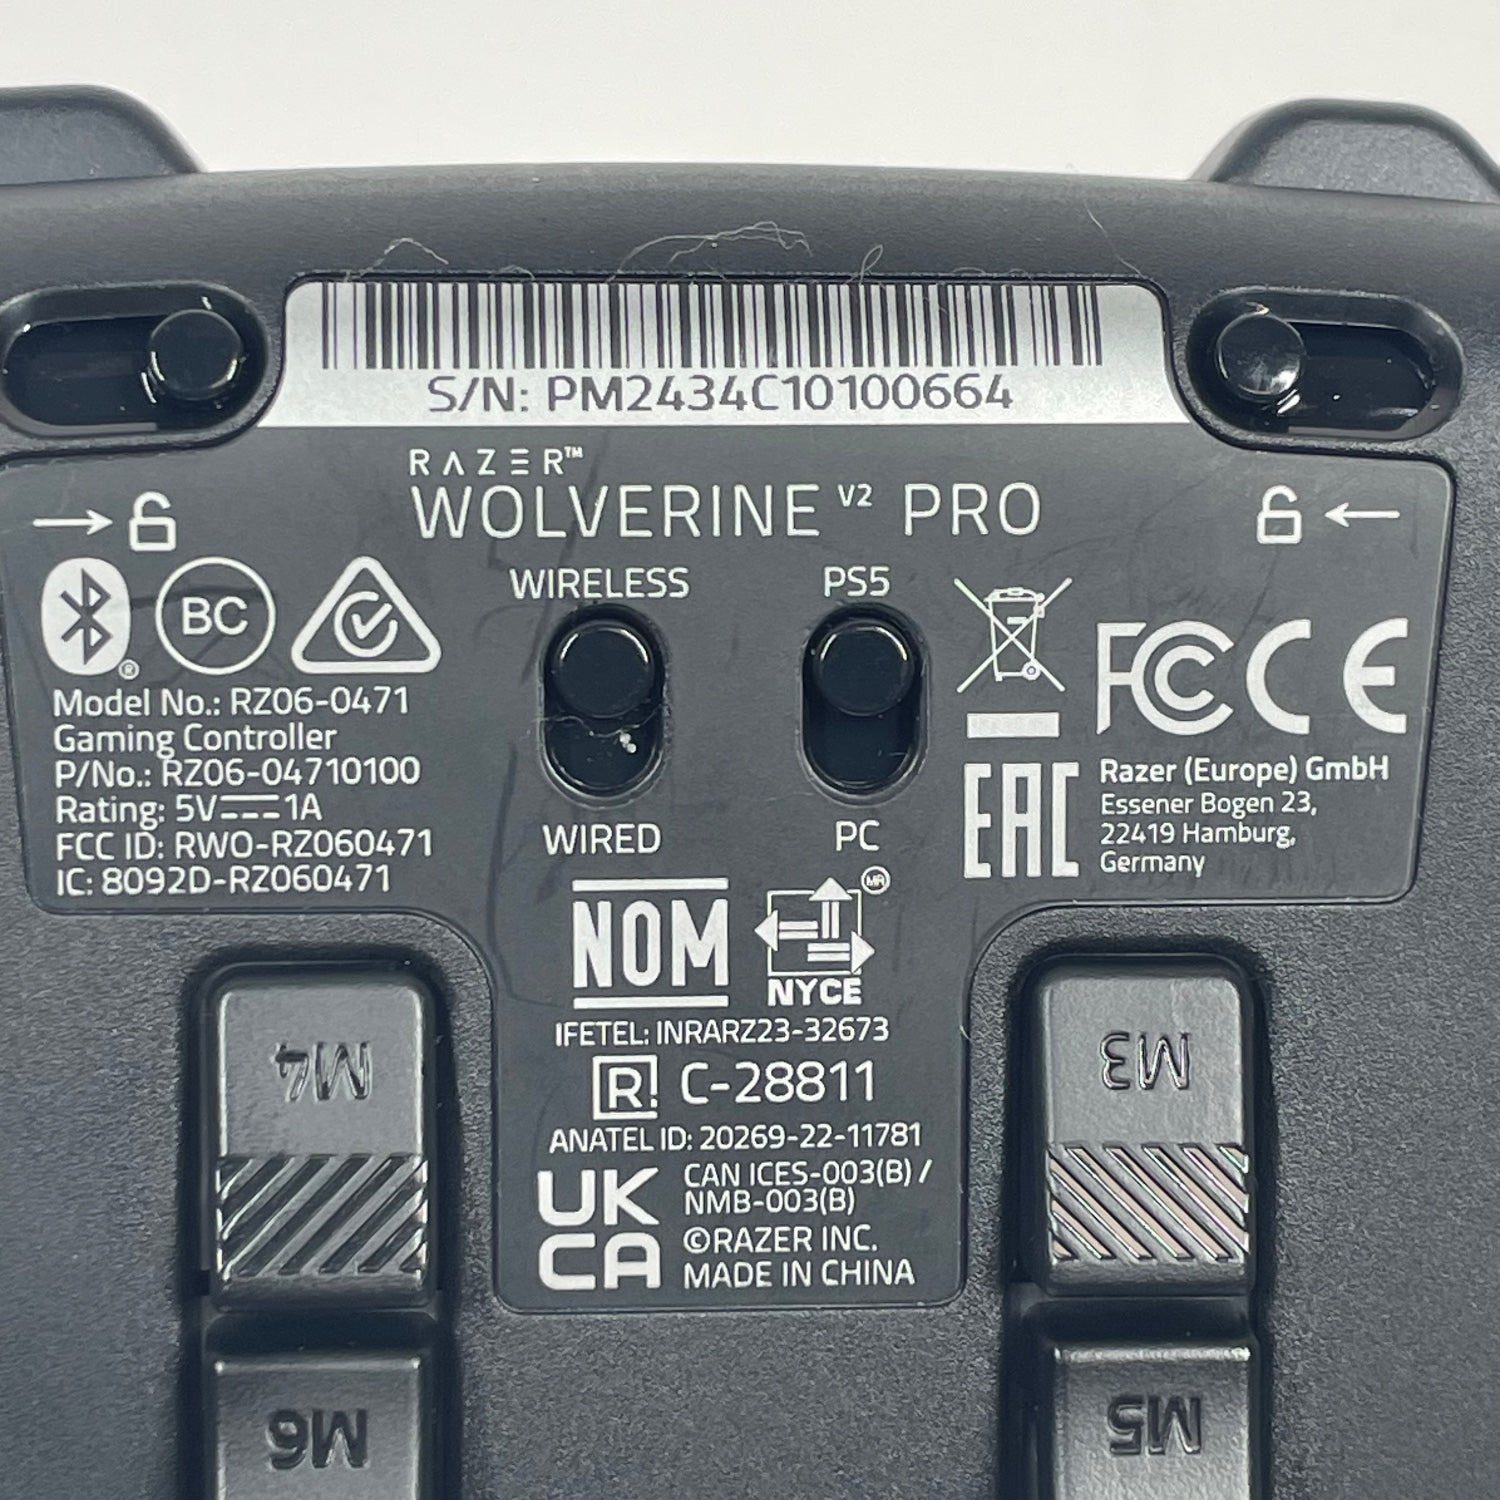 S/N: PM2434C10100664
RAZER™
WOLVERINE V2 PRO
WIRELESS
PS5
WIRED
PC
BC
Model No.: RZ06-0471
Gaming Controller
P/No.: RZ06-04710100
Rating: 5V⎓1A
FCC ID: RWO-RZ060471
IC: 8092D-RZ060471
FCC CE
EAC
Razer (Europe) GmbH
Essener Bogen 23,
22419 Hamburg,
Germany
NOM
NYCE
IFETEL: INRARZ23-32673
R C-28811
ANATEL ID: 20269-22-11781
UK
CA
CAN ICES-003(B) /
NMB-003(B)
©RAZER INC.
MADE IN CHINA
M4
M3
M6
M5